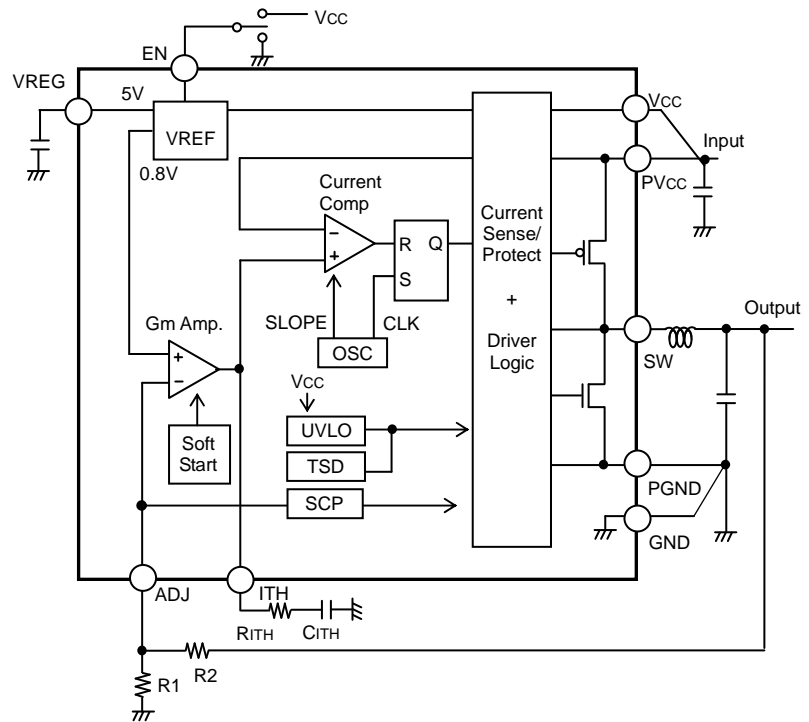 VCC
EN
VREG
5V
VREF
0.8V
VCC
Input
PVCC
Current
Comp
Current
Sense/
Protect
+
Driver
Logic
−
+
R
Q
S
SLOPE
CLK
OSC
Gm Amp.
+
−
Output
SW
VCC
UVLO
TSD
SCP
Soft
Start
PGND
GND
ADJ
ITH
RITH
CITH
R2
R1